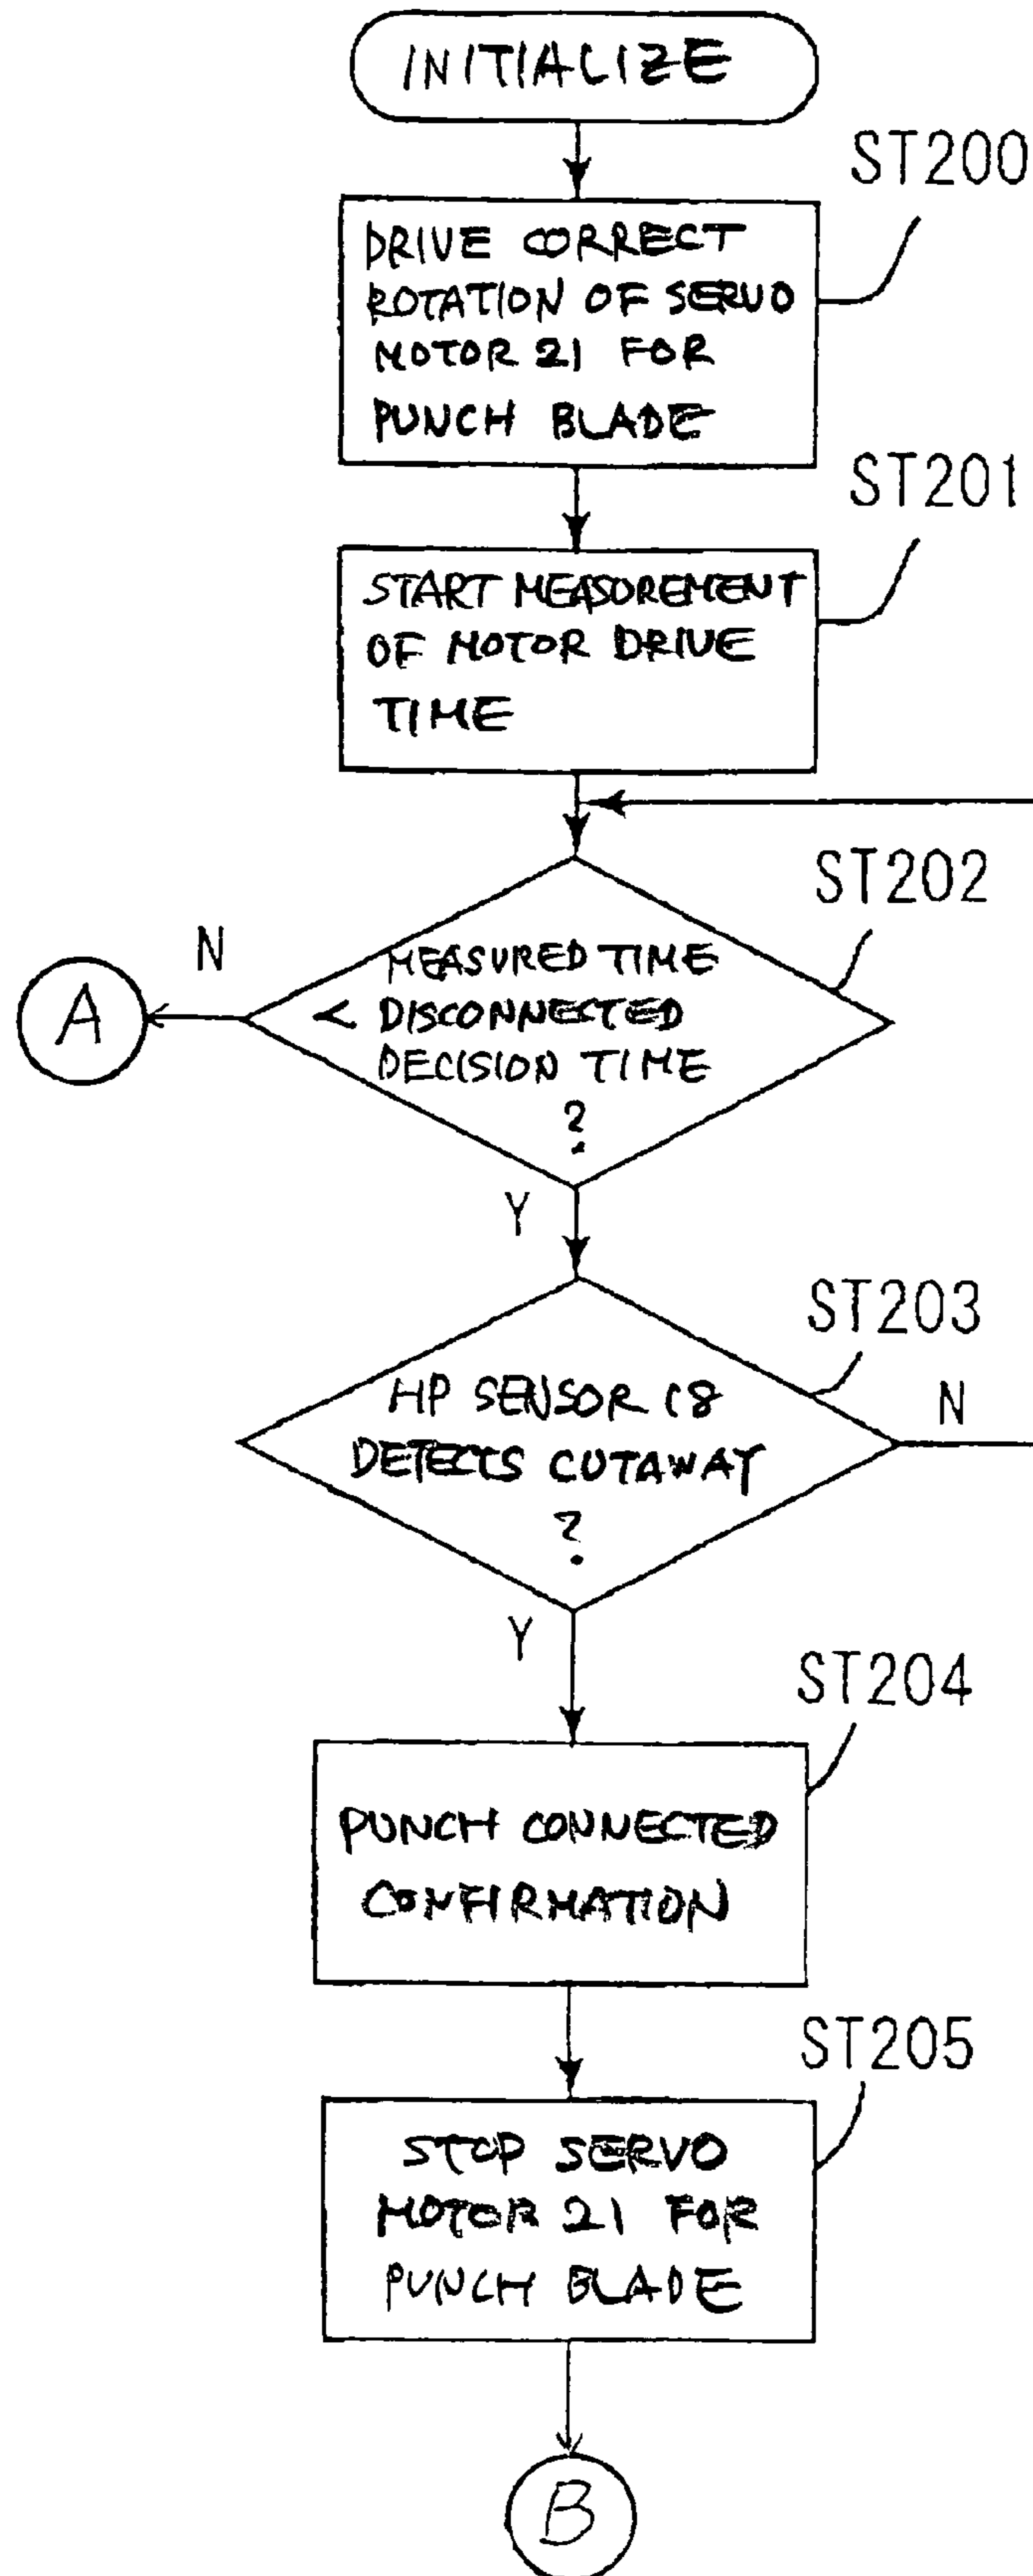 INITIALIZE
ST200
DRIVE CORRECT
ROTATION OF SERVO
MOTOR 21 FOR
PUNCH BLADE
ST201
START MEASUREMENT
OF MOTOR DRIVE
TIME
ST202
N
MEASURED TIME
< DISCONNECTED
DECISION TIME
?
A
Y
ST203
HP SENSOR 18
DETECTS CUTAWAY
?
N
Y
ST204
PUNCH CONNECTED
CONFIRMATION
ST205
STOP SERVO
MOTOR 21 FOR
PUNCH BLADE
B